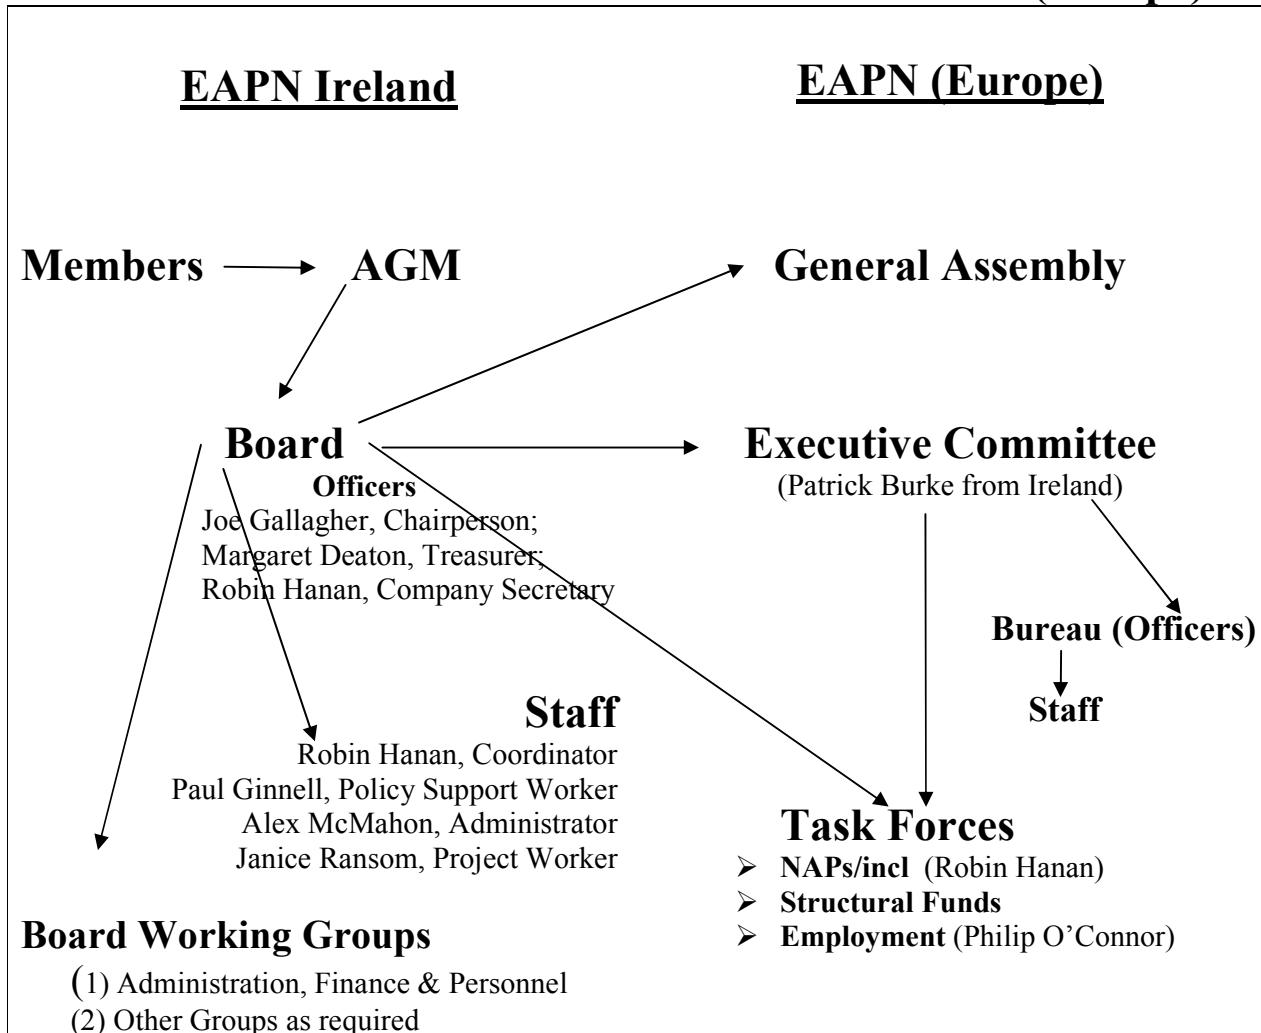 EAPN Ireland
EAPN (Europe)
Members
AGM
General Assembly
Board
Officers
Joe Gallagher, Chairperson;
Margaret Deaton, Treasurer;
Robin Hanan, Company Secretary
Executive Committee
(Patrick Burke from Ireland)
Bureau (Officers)
Staff
Staff
Robin Hanan, Coordinator
Paul Ginnell, Policy Support Worker
Alex McMahon, Administrator
Janice Ransom, Project Worker
Task Forces
➢ NAPs/incl (Robin Hanan)
➢ Structural Funds
➢ Employment (Philip O’Connor)
Board Working Groups
(1) Administration, Finance & Personnel
(2) Other Groups as required